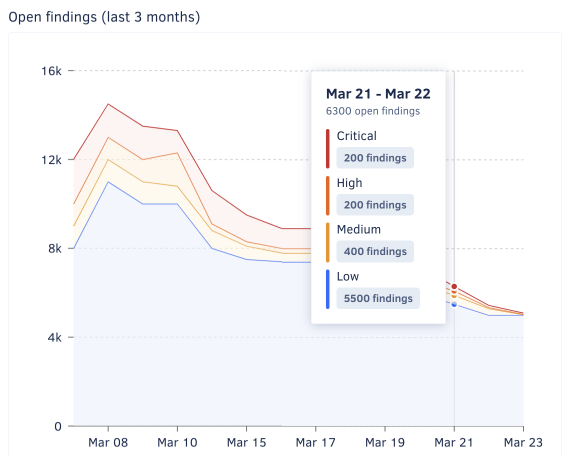 Open findings (last 3 months)
16k
12k
8k
4k
0
Mar 21 - Mar 22
6300 open findings
Critical
200 findings
High
200 findings
Medium
400 findings
Low
5500 findings
Mar 08 Mar 10 Mar 15 Mar 17 Mar 19 Mar 21 Mar 23